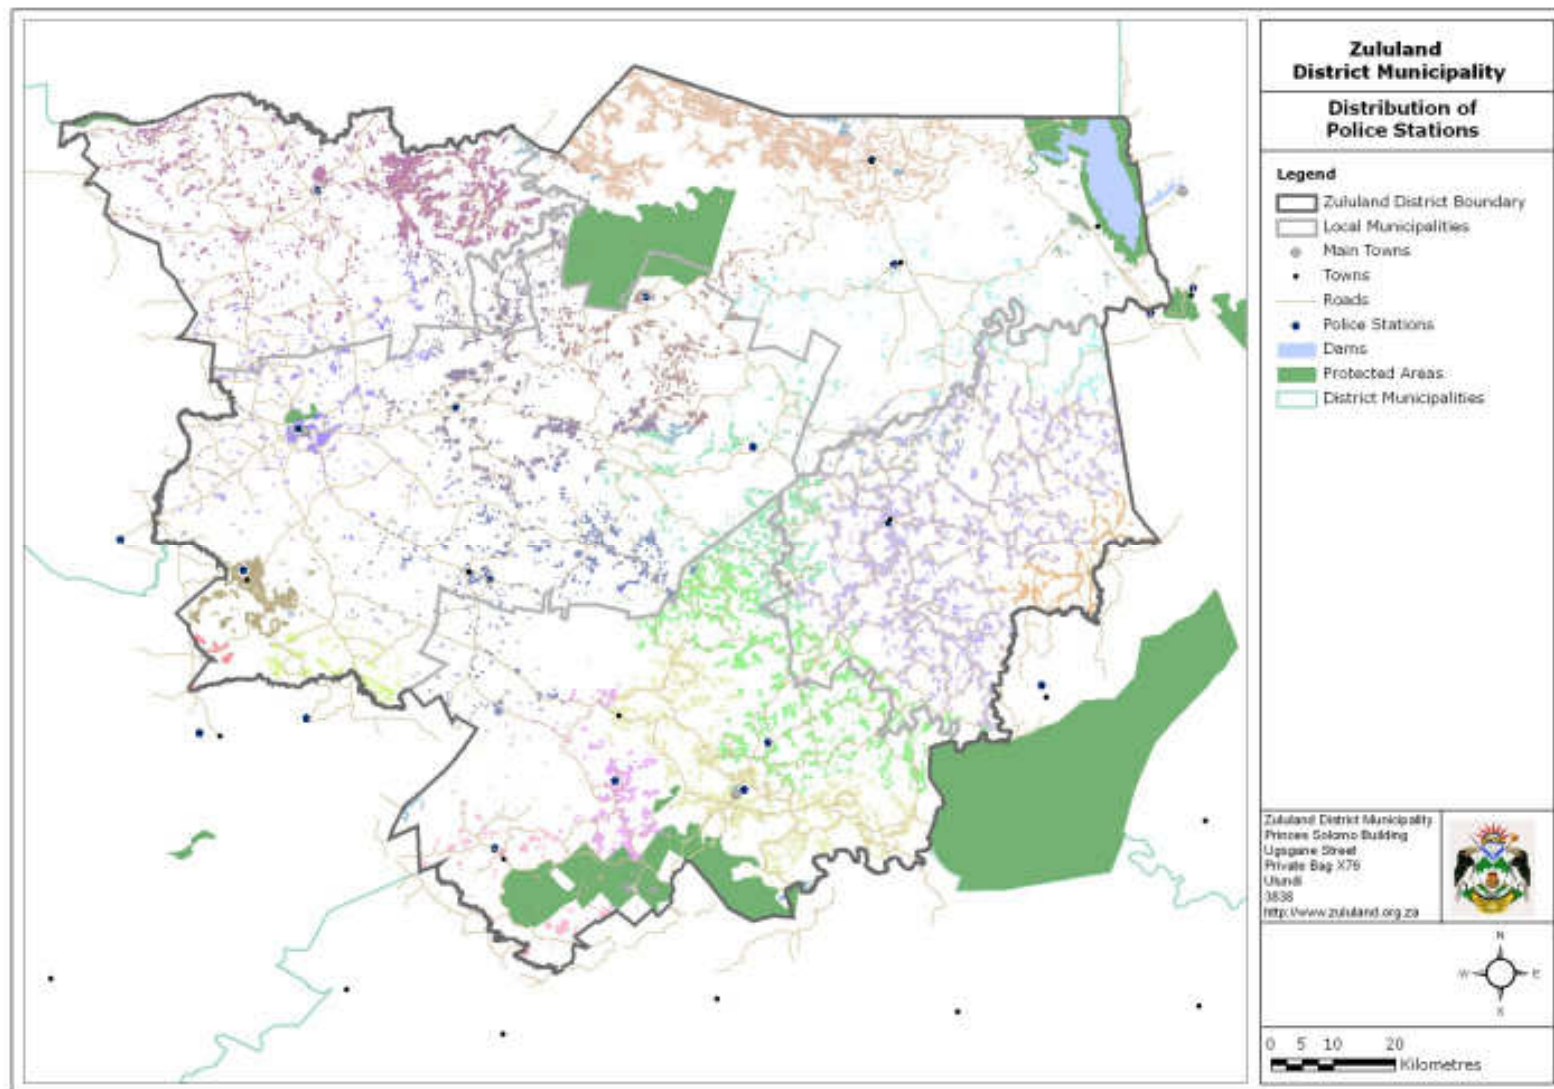 Zululand
District Municipality
Distribution of
Police Stations
Legend
Zululand District Boundary
Local Municipalities
Main Towns
Towns
Roads
Police Stations
Dams
Protected Areas
District Municipalities
Zululand District Municipality
Princes Solomo Building
Ugagane Street
Private Bag X76
Ulundi
3838
http://www.zululand.org.za
N
W
E
S
0 5 10 20
Kilometres